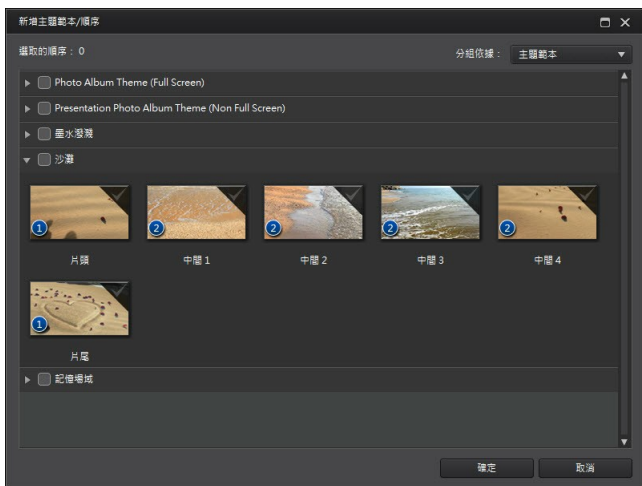 新增主題範本/順序
選取的順序：0
分組依據：
主題範本
Photo Album Theme (Full Screen)
Presentation Photo Album Theme (Non Full Screen)
墨水潑濺
沙灘
1 2 2 2 2
片頭 中間 1 中間 2 中間 3 中間 4
1
片尾
記憶場域
確定 取消